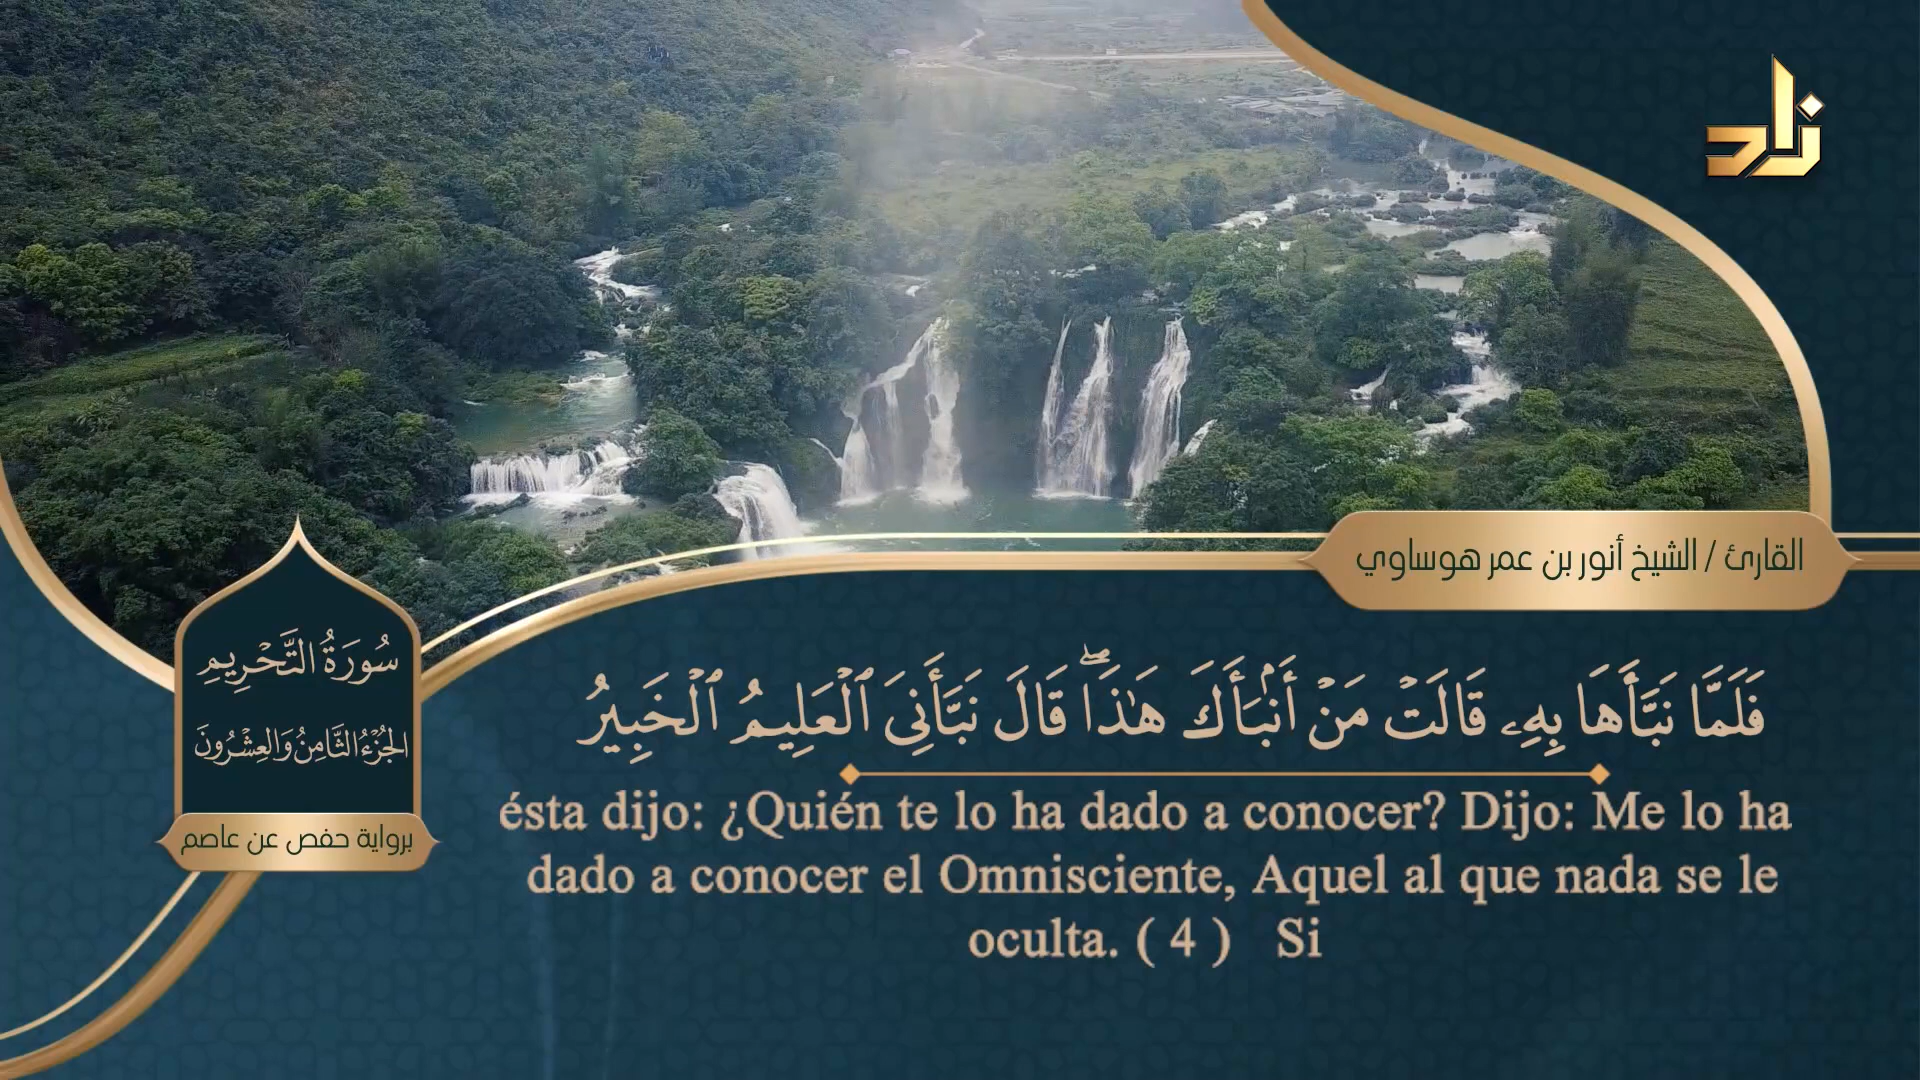 زاد
القارئ / الشيخ أنور بن عمر هوساوي
سُورَةُ التَّحْرِيمِ
الجُزْءُ الثَّامِنُ وَالعِشْرُونَ
برواية حفص عن عاصم
فَلَمَّا نَبَّأَهَا بِهِۦ قَالَتْ مَنْ أَنۢبَأَكَ هَٰذَاۖ قَالَ نَبَّأَنِىَ ٱلْعَلِيمُ ٱلْخَبِيرُ
ésta dijo: ¿Quién te lo ha dado a conocer? Dijo: Me lo ha
dado a conocer el Omnisciente, Aquel al que nada se le
oculta. ( 4 ) Si